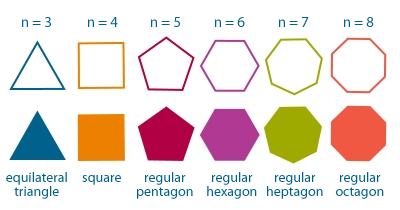 n = 3 n = 4 n = 5 n = 6 n = 7 n = 8
equilateral triangle
square
regular pentagon
regular hexagon
regular heptagon
regular octagon